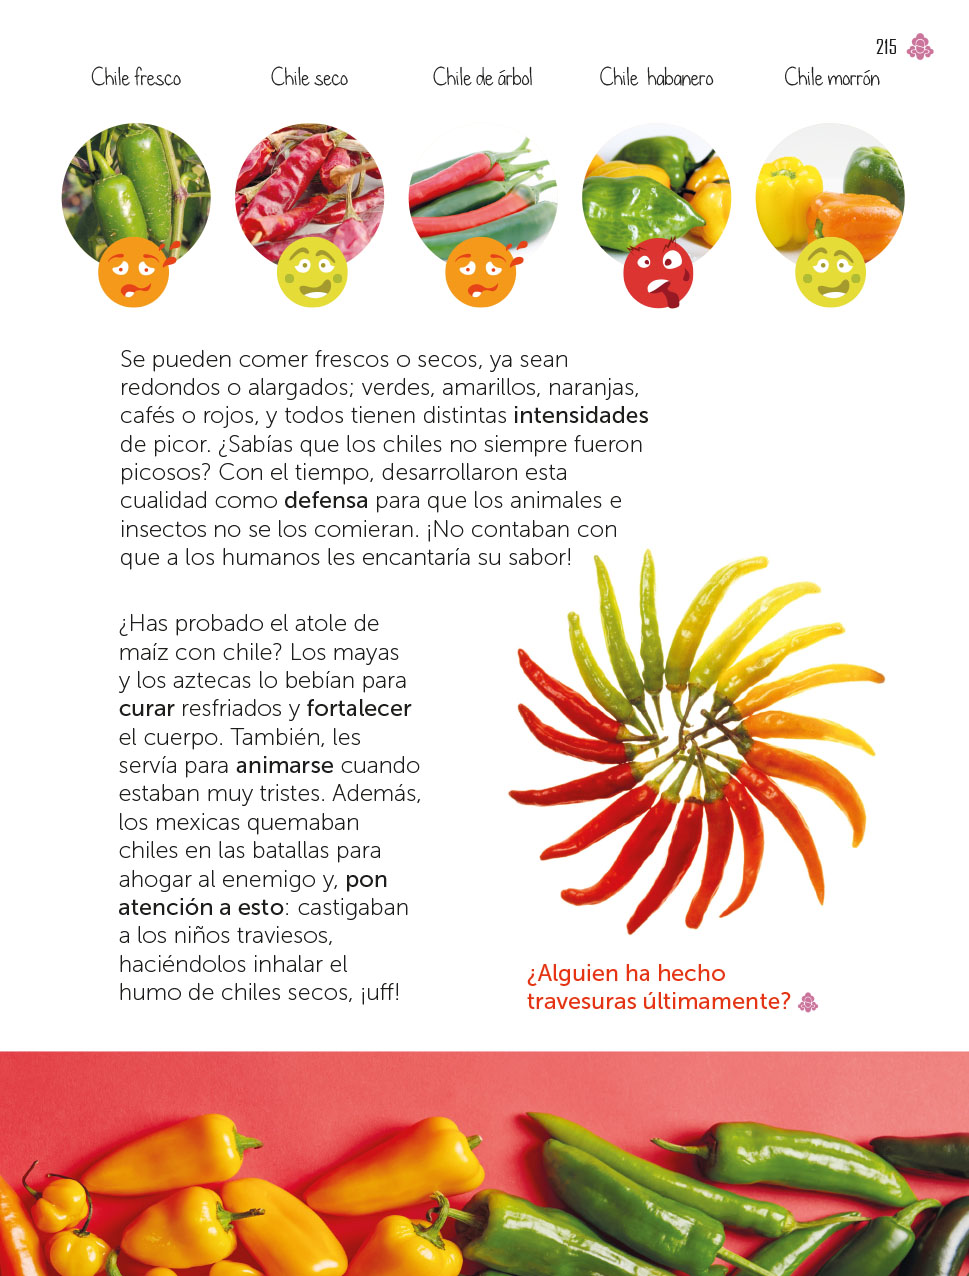 215
Chile fresco
Chile seco
Chile de árbol
Chile habanero
Chile morrón
Se pueden comer frescos o secos, ya sean
redondos o alargados; verdes, amarillos, naranjas,
cafés o rojos, y todos tienen distintas intensidades
de picor. ¿Sabías que los chiles no siempre fueron
picosos? Con el tiempo, desarrollaron esta
cualidad como defensa para que los animales e
insectos no se los comieran. ¡No contaban con
que a los humanos les encantaría su sabor!
¿Has probado el atole de
maíz con chile? Los mayas
y los aztecas lo bebían para
curar resfriados y fortalecer
el cuerpo. También, les
servía para animarse cuando
estaban muy tristes. Además,
los mexicas quemaban
chiles en las batallas para
ahogar al enemigo y, pon
atención a esto: castigaban
a los niños traviesos,
haciéndolos inhalar el
humo de chiles secos, ¡uff!
¿Alguien ha hecho
travesuras últimamente?